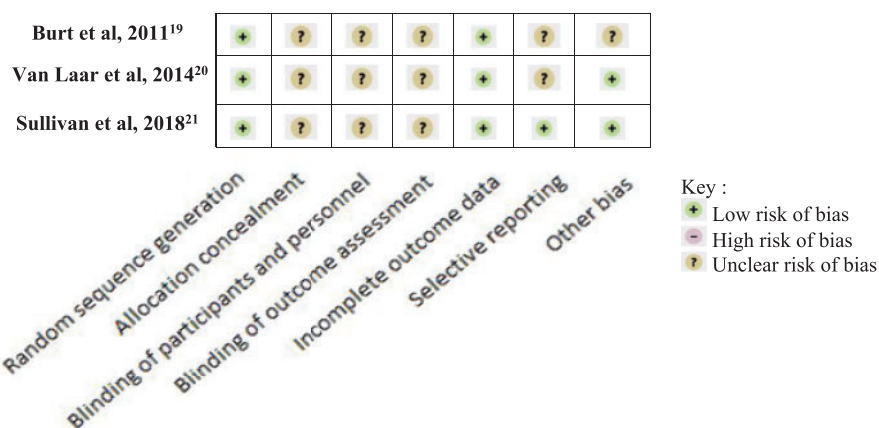 Burt et al, 2011¹⁹ + ? ? ? + ? ?
Van Laar et al, 2014²⁰ + ? ? ? + ? +
Sullivan et al, 2018²¹ + ? ? ? + + +
Random sequence generation
Allocation concealment
Blinding of participants and personnel
Blinding of outcome assessment
Incomplete outcome data
Selective reporting
Other bias
Key :
+ Low risk of bias
− High risk of bias
? Unclear risk of bias